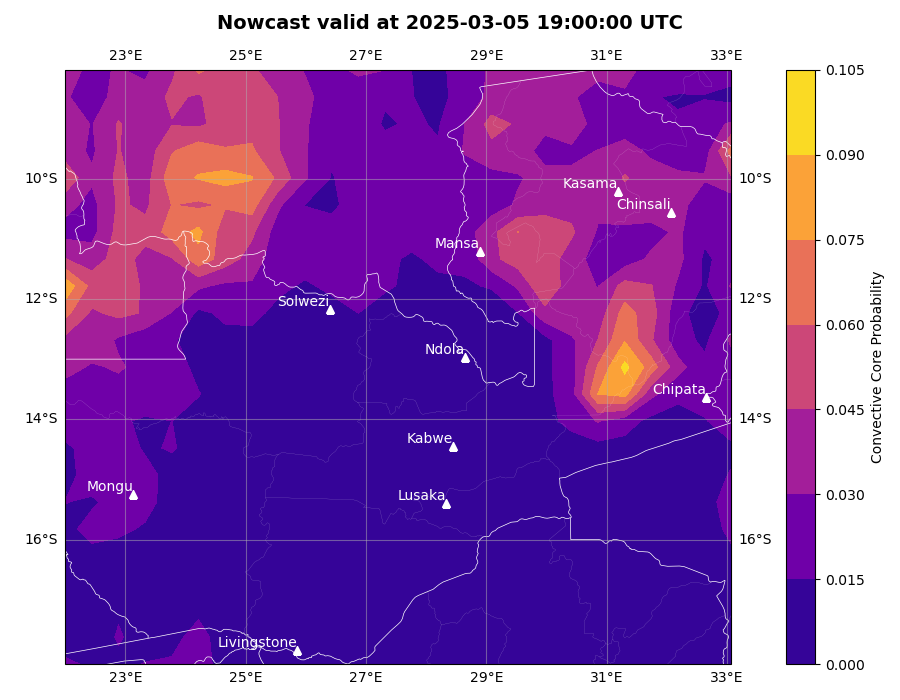 Nowcast valid at 2025-03-05 19:00:00 UTC
23°E 25°E 27°E 29°E 31°E 33°E
0.105
0.090
10°S Kasama 10°S
Chinsali
0.075
Mansa
12°S Solwezi 12°S
0.060
Ndola
Chipata
0.045
14°S 14°S
Kabwe
Mongu Lusaka
0.030
16°S 16°S
0.015
Livingstone
0.000
23°E 25°E 27°E 29°E 31°E 33°E
Convective Core Probability